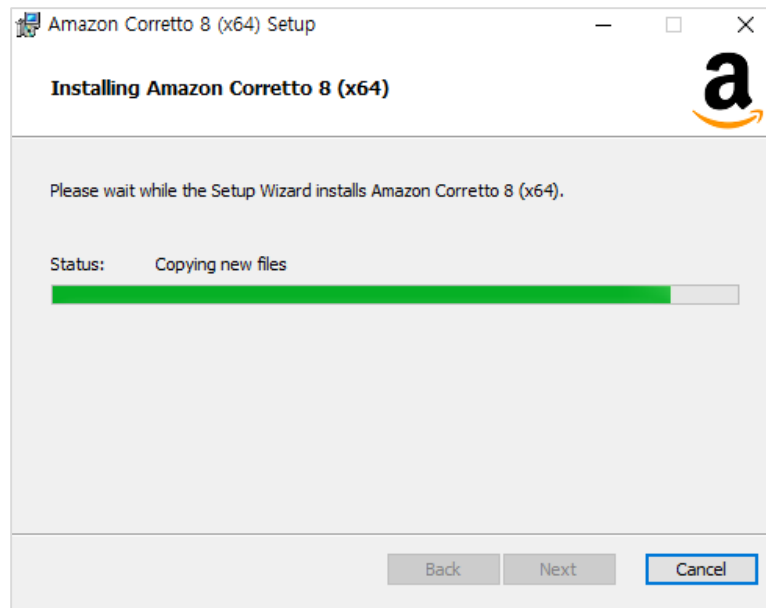 Amazon Corretto 8 (x64) Setup
Installing Amazon Corretto 8 (x64)
Please wait while the Setup Wizard installs Amazon Corretto 8 (x64).
Status: Copying new files
Back Next Cancel